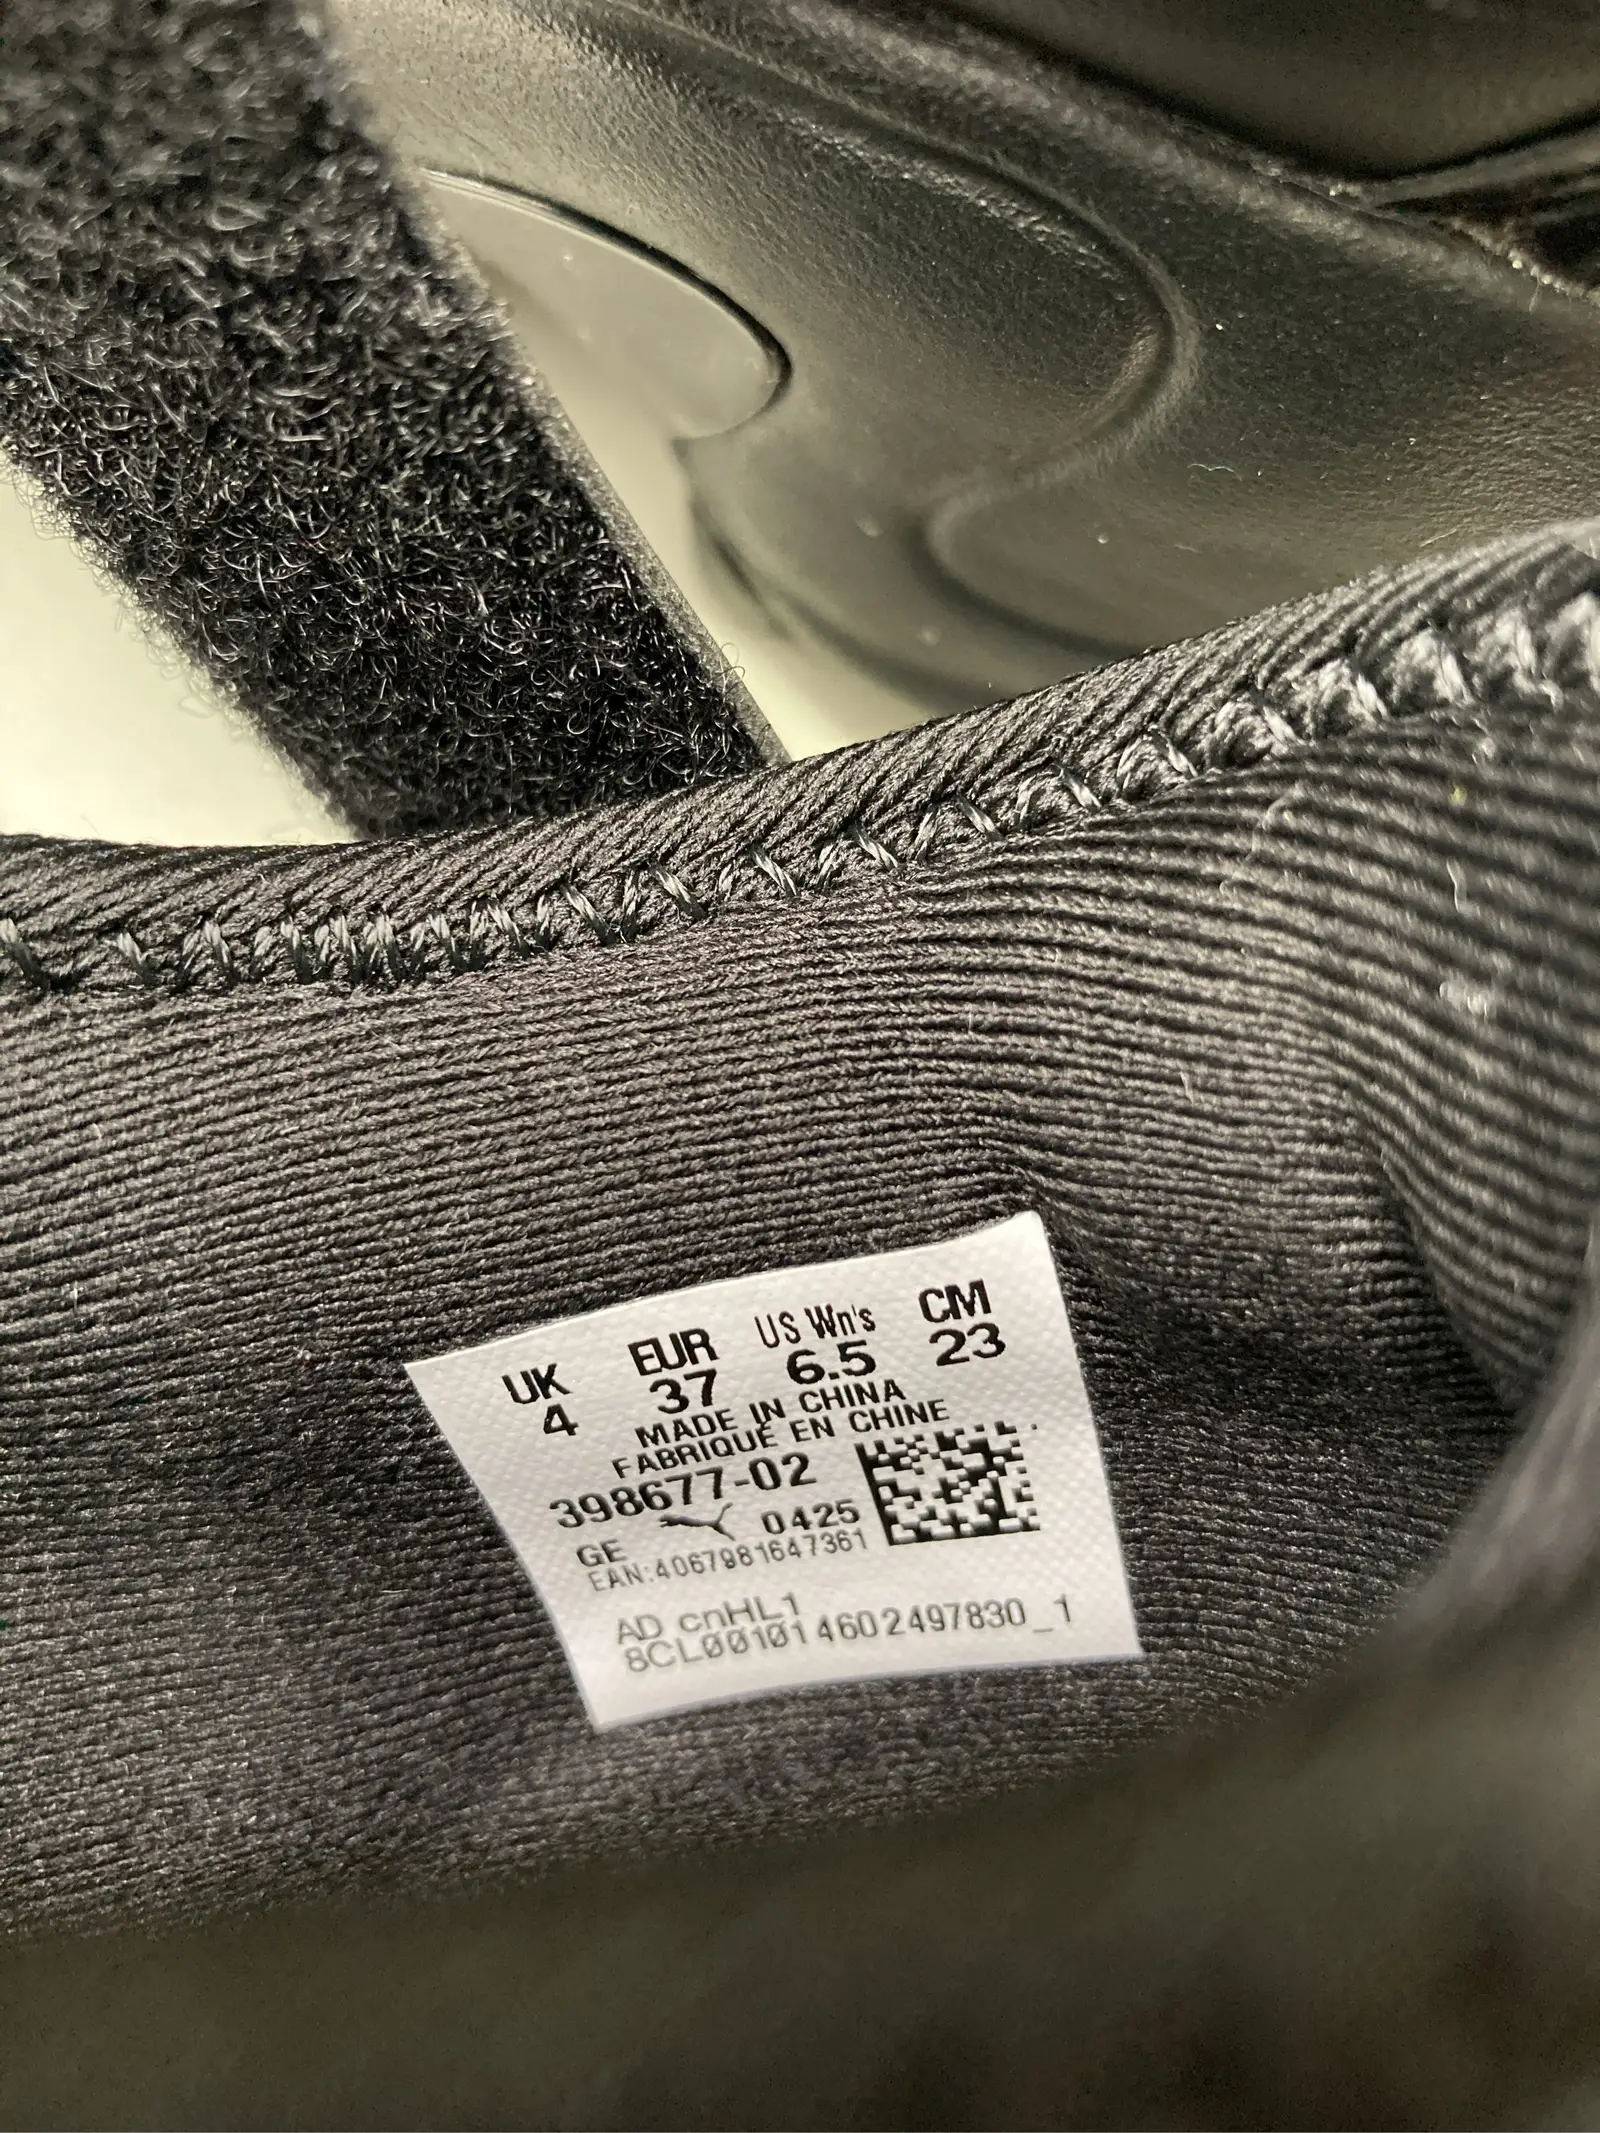 UK EUR US Wn's CM
4 37 6.5 23
MADE IN CHINA
FABRIQUÉ EN CHINE
398677-02
GE 0425
EAN:4067981647361
AD cnHL1
8CL001014602497830_1